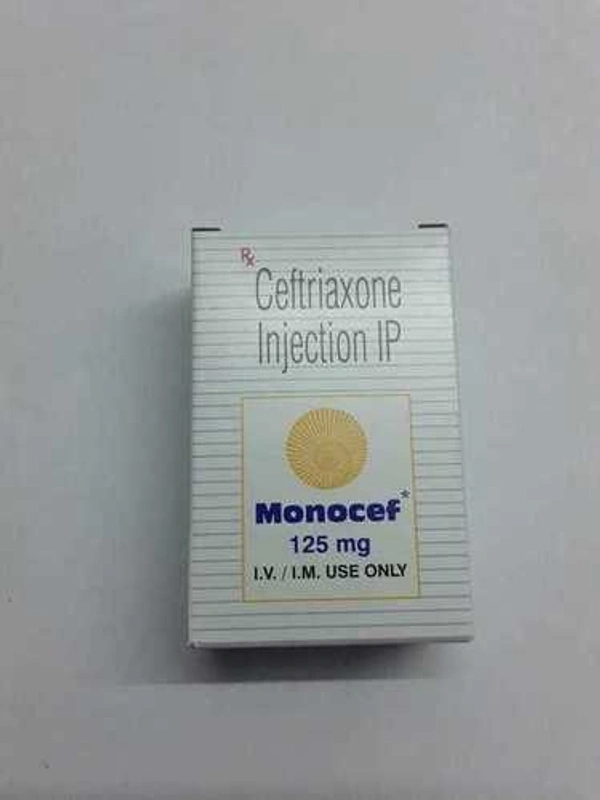 Rx
Ceftriaxone
Injection IP
Monocef*
125 mg
I.V. / I.M. USE ONLY